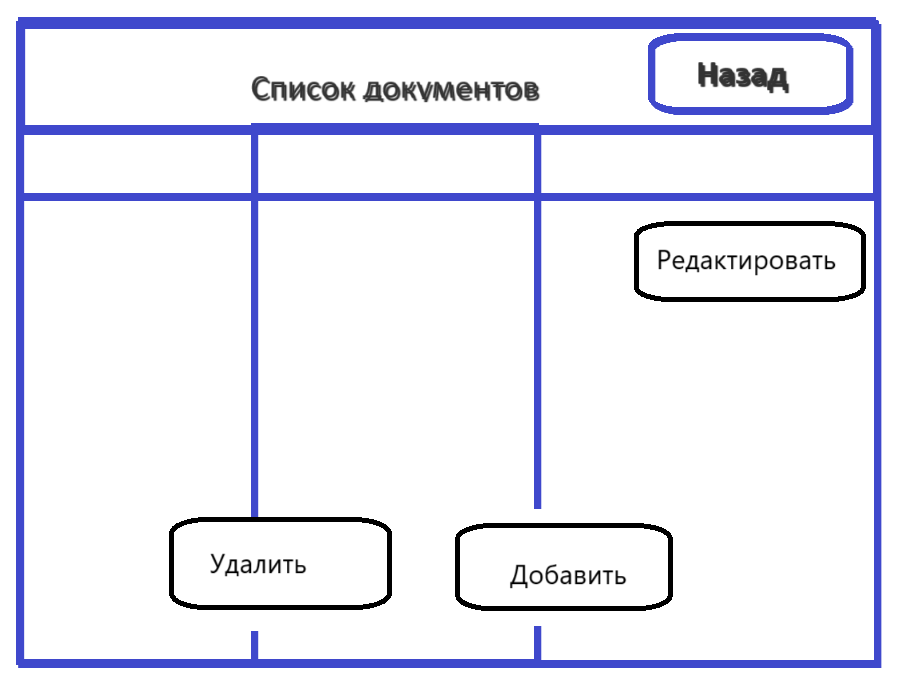 Список документов
Назад
Редактировать
Удалить
Добавить